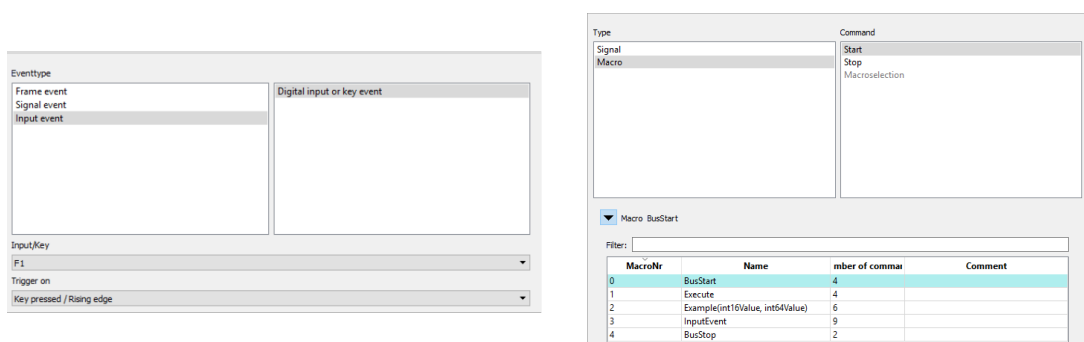 Eventtype
Frame event
Signal event
Input event
Digital input or key event
Input/Key
F1
Trigger on
Key pressed / Rising edge
Type
Command
Signal
Macro
Start
Stop
Macroselection
Macro BusStart
Filter:
MacroNr Name mber of commar Comment
0 BusStart 4
1 Execute 4
2 Example(int16Value, int64Value) 6
3 InputEvent 9
4 BusStop 2